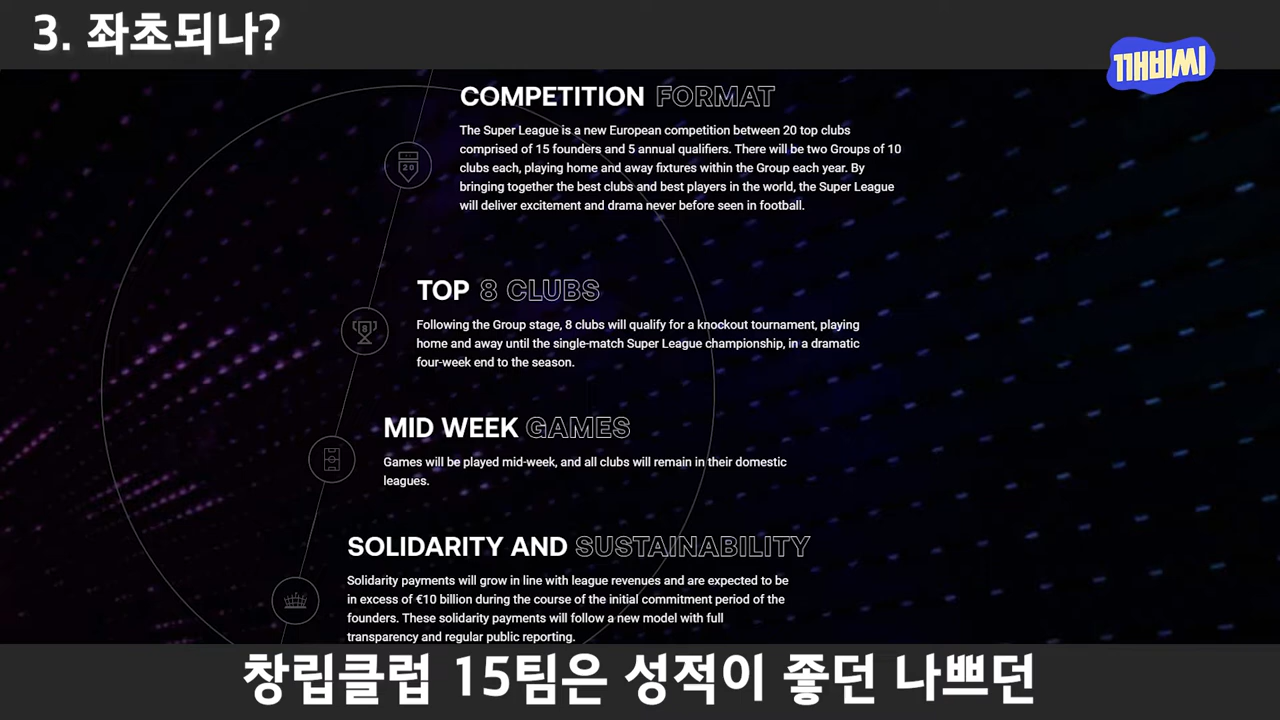 3. 좌초되나?
COMPETITION FORMAT
The Super League is a new European competition between 20 top clubs
comprised of 15 founders and 5 annual qualifiers. There will be two Groups of 10
clubs each, playing home and away fixtures within the Group each year. By
bringing together the best clubs and best players in the world, the Super League
will deliver excitement and drama never before seen in football.
20
TOP 8 CLUBS
Following the Group stage, 8 clubs will qualify for a knockout tournament, playing
home and away until the single-match Super League championship, in a dramatic
four-week end to the season.
8
MID WEEK GAMES
Games will be played mid-week, and all clubs will remain in their domestic
leagues.
SOLIDARITY AND SUSTAINABILITY
Solidarity payments will grow in line with league revenues and are expected to be
in excess of €10 billion during the course of the initial commitment period of the
founders. These solidarity payments will follow a new model with full
transparency and regular public reporting.
창립클럽 15팀은 성적이 좋던 나쁘던